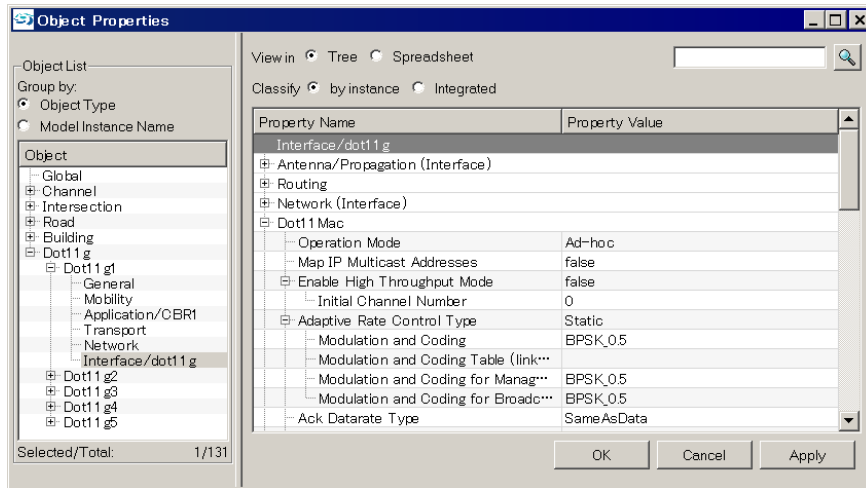 Object Properties
Object List
Group by:
Object Type
Model Instance Name
Object
Global
Channel
Intersection
Road
Building
Dot11g
Dot11g1
General
Mobility
Application/CBR1
Transport
Network
Interface/dot11g
Dot11g2
Dot11g3
Dot11g4
Dot11g5
Selected/Total: 1/131
View in Tree Spreadsheet
Classify by instance Integrated
Property Name Property Value
Interface/dot11g
Antenna/Propagation (Interface)
Routing
Network (Interface)
Dot11Mac
Operation Mode Ad-hoc
Map IP Multicast Addresses false
Enable High Throughput Mode false
Initial Channel Number 0
Adaptive Rate Control Type Static
Modulation and Coding BPSK_0.5
Modulation and Coding Table (link…
Modulation and Coding for Manag… BPSK_0.5
Modulation and Coding for Broadc… BPSK_0.5
Ack Datarate Type SameAsData
OK Cancel Apply